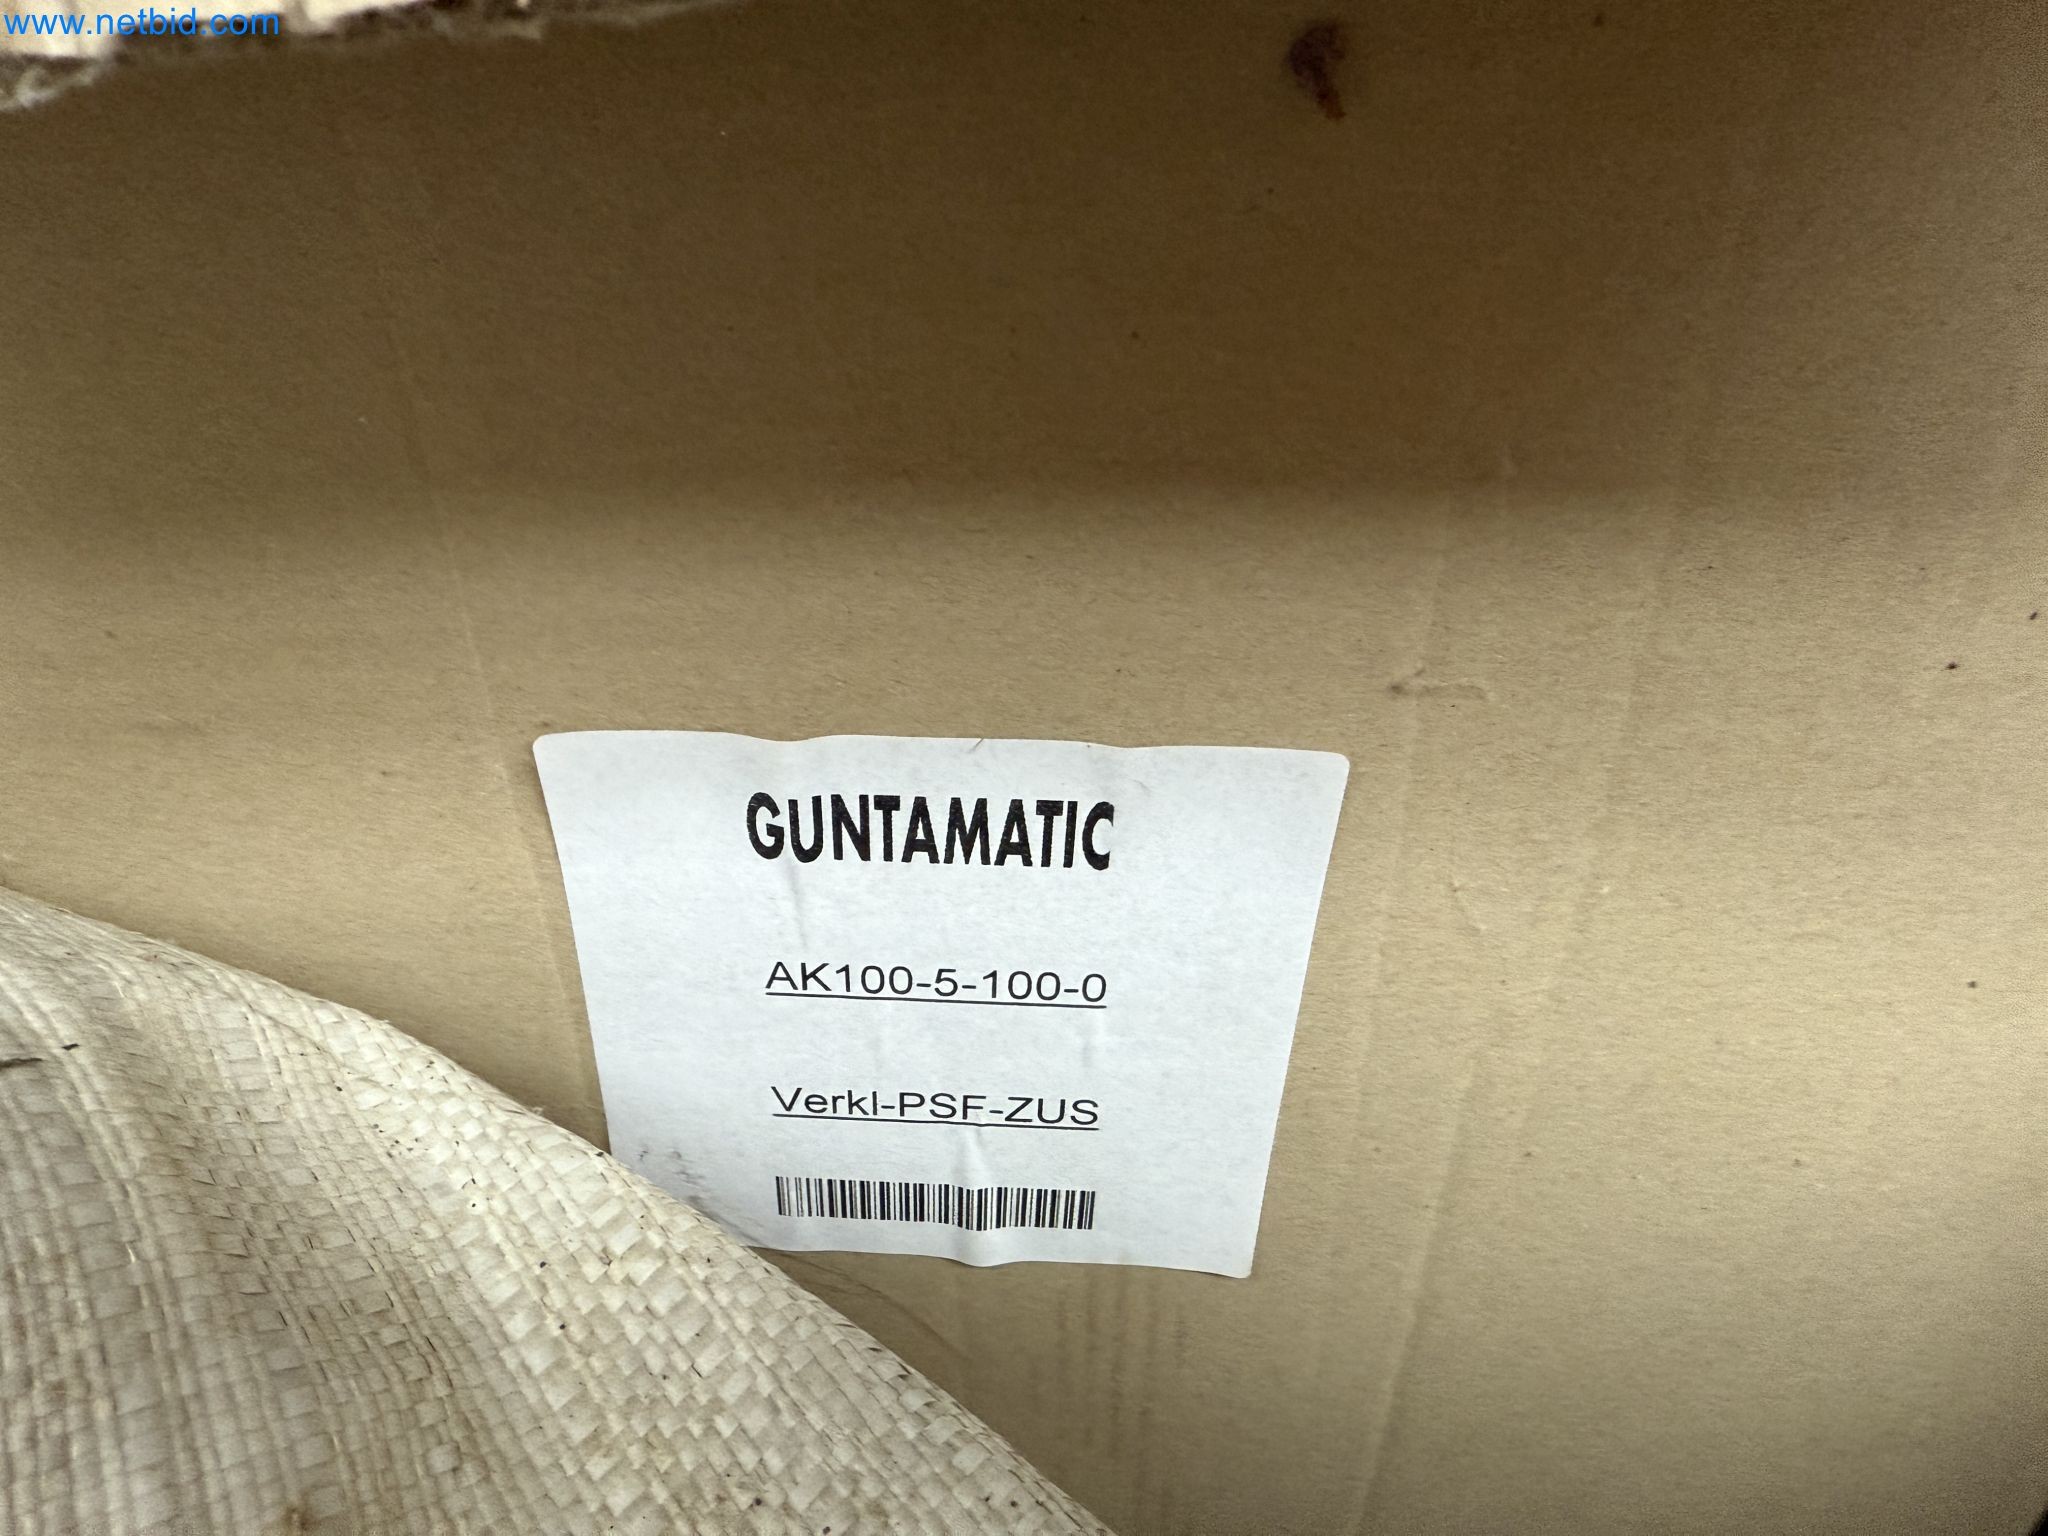 www.netbid.com
GUNTAMATIC
AK100-5-100-0
Verkl-PSF-ZUS